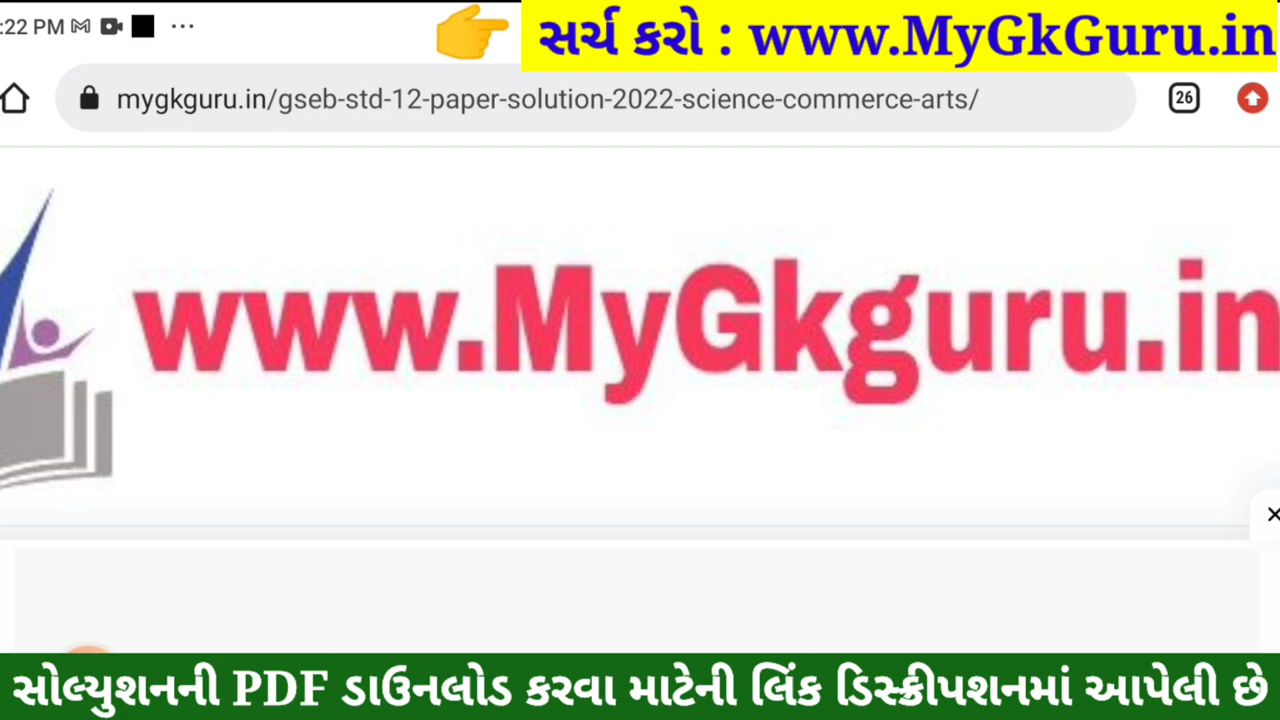 :22 PM
સર્ચ કરો : www.MyGkGuru.in
mygkguru.in/gseb-std-12-paper-solution-2022-science-commerce-arts/
26
www.MyGkguru.in
સોલ્યુશનની PDF ડાઉનલોડ કરવા માટેની લિંક ડિસ્ક્રીપશનમાં આપેલી છે